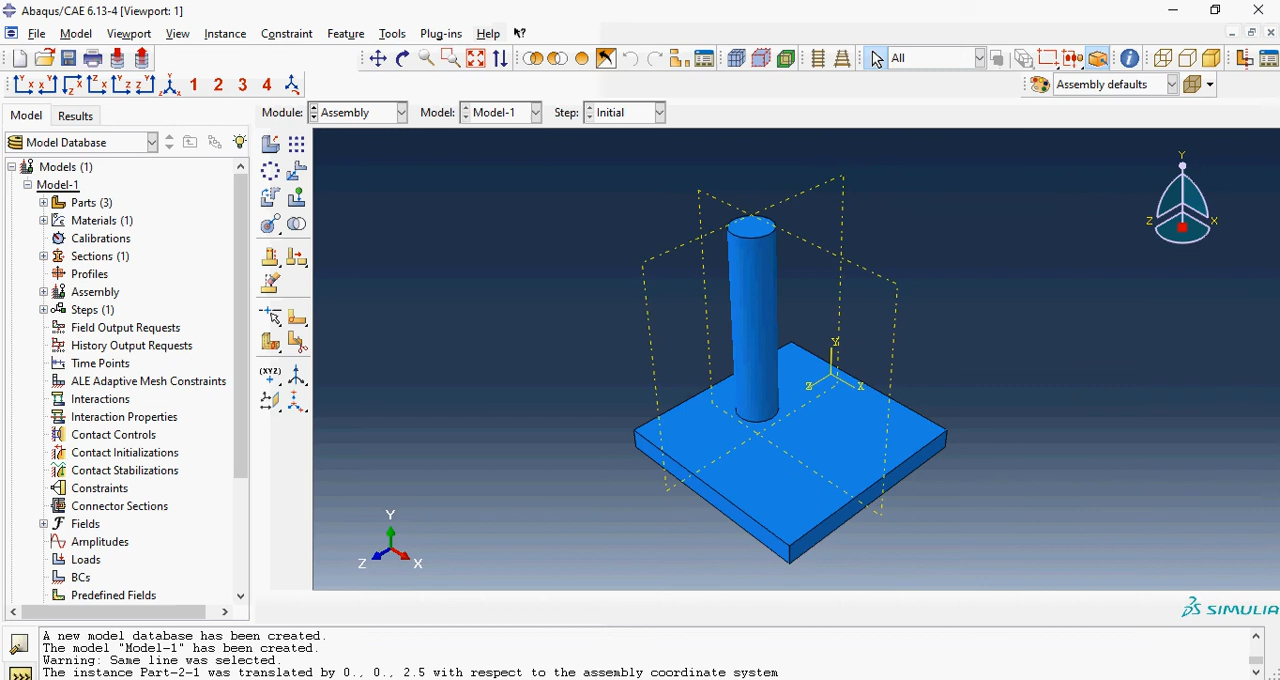 Abaqus/CAE 6.13-4 [Viewport: 1]
File Model Viewport View Instance Constraint Feature Tools Plug-ins Help
All
1 2 3 4
Assembly defaults
Model Results
Module: Assembly Model: Model-1 Step: Initial
Model Database
Models (1)
Model-1
Parts (3)
Materials (1)
Calibrations
Sections (1)
Profiles
Assembly
Steps (1)
Field Output Requests
History Output Requests
Time Points
ALE Adaptive Mesh Constraints
Interactions
Interaction Properties
Contact Controls
Contact Initializations
Contact Stabilizations
Constraints
Connector Sections
Fields
Amplitudes
Loads
BCs
Predefined Fields
(XYZ)
Y
Z X
Y
Z X
Y
Z X
SIMULIA
A new model database has been created.
The model "Model-1" has been created.
Warning: Same line was selected.
The instance Part-2-1 was translated by 0., 0., 2.5 with respect to the assembly coordinate system